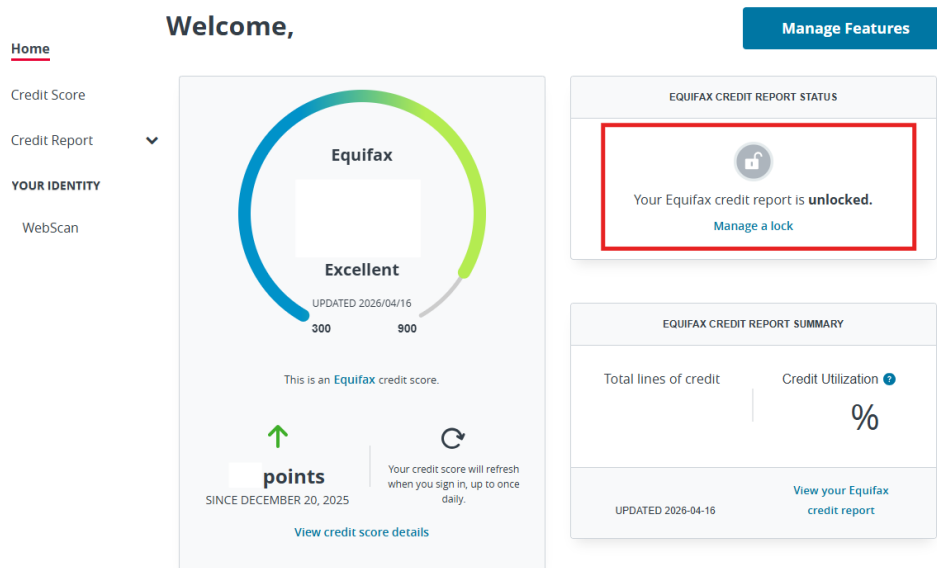 Welcome,
Manage Features
Home
Credit Score
Credit Report
YOUR IDENTITY
WebScan
Equifax
Excellent
UPDATED 2026/04/16
300 900
This is an Equifax credit score.
points
SINCE DECEMBER 20, 2025
Your credit score will refresh
when you sign in, up to once
daily.
View credit score details
EQUIFAX CREDIT REPORT STATUS
Your Equifax credit report is unlocked.
Manage a lock
EQUIFAX CREDIT REPORT SUMMARY
Total lines of credit
Credit Utilization ?
%
UPDATED 2026-04-16
View your Equifax
credit report